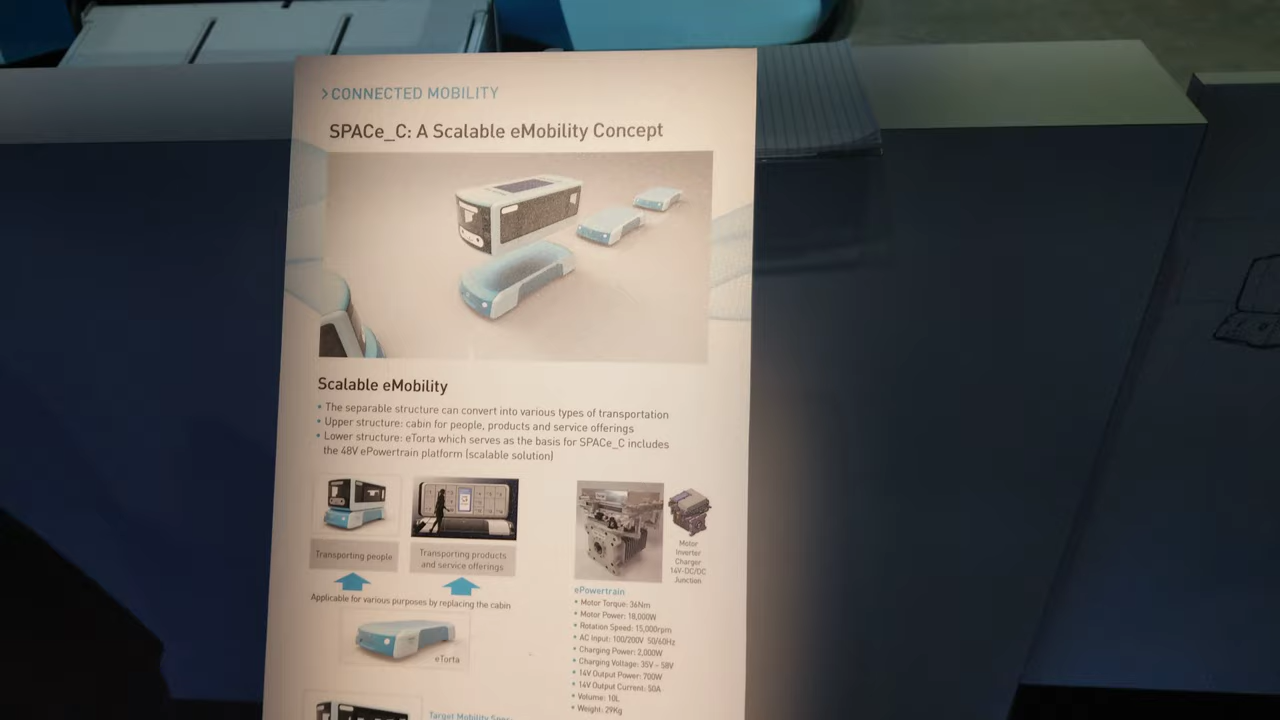 >CONNECTED MOBILITY
SPACe_C: A Scalable eMobility Concept
Scalable eMobility
• The separable structure can convert into various types of transportation
• Upper structure: cabin for people, products and service offerings
• Lower structure: eTorta which serves as the basis for SPACe_C includes
the 48V ePowertrain platform (scalable solution)
Transporting people
Transporting products
and service offerings
Applicable for various purposes by replacing the cabin
eTorta
Motor
Inverter
Charger
14V-DC/DC
Junction
ePowertrain
• Motor Torque: 36Nm
• Motor Power: 18,000W
• Rotation Speed: 15,000rpm
• AC Input: 100/200V 50/60Hz
• Charging Power: 2,000W
• Charging Voltage: 35V – 58V
• 14V Output Power: 700W
• 14V Output Current: 50A
• Volume: 10L
• Weight: 29Kg
Target Mobility